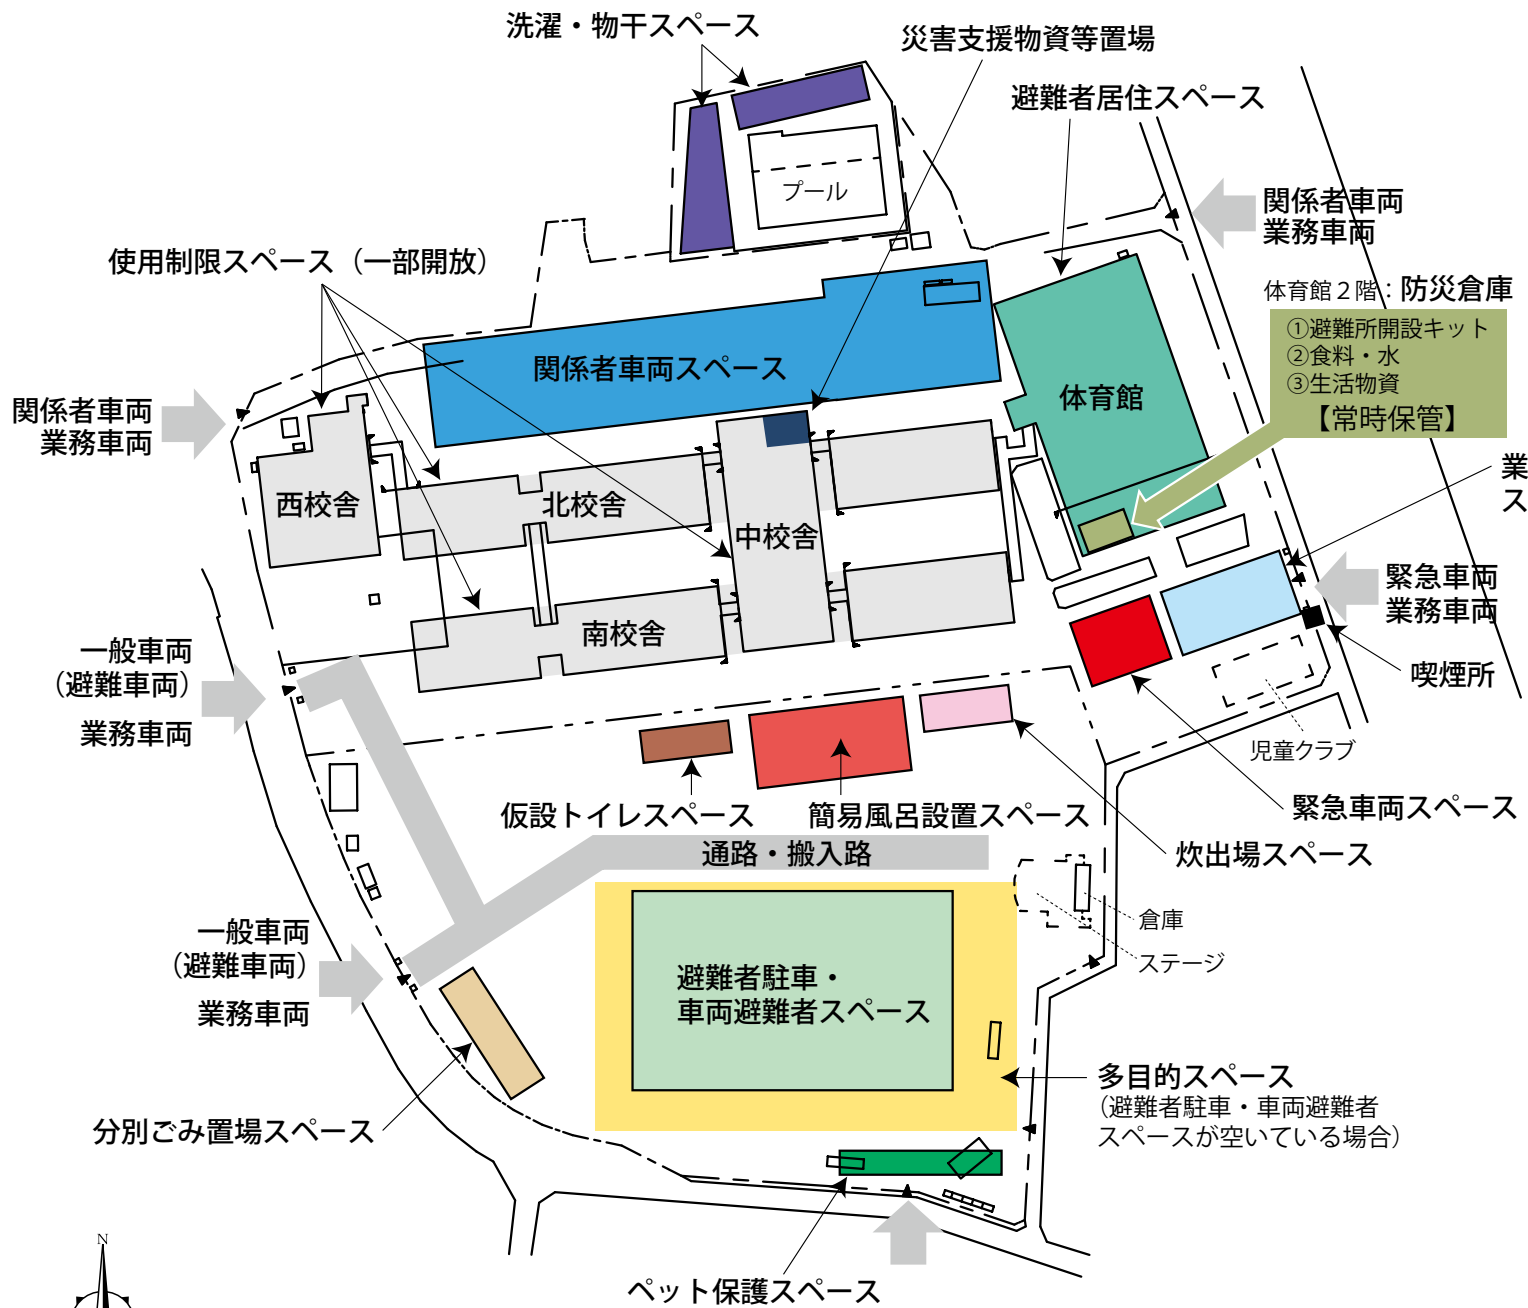 洗濯・物干スペース
災害支援物資等置場
避難者居住スペース
プール
関係者車両
業務車両
使用制限スペース（一部開放）
体育館２階：防災倉庫
①避難所開設キット
②食料・水
③生活物資
【常時保管】
関係者車両スペース
体育館
関係者車両
業務車両
業
ス
西校舎
北校舎
中校舎
南校舎
緊急車両
業務車両
喫煙所
一般車両
（避難車両）
業務車両
児童クラブ
緊急車両スペース
仮設トイレスペース
簡易風呂設置スペース
炊出場スペース
通路・搬入路
倉庫
ステージ
一般車両
（避難車両）
業務車両
避難者駐車・
車両避難者スペース
多目的スペース
（避難者駐車・車両避難者
スペースが空いている場合）
分別ごみ置場スペース
ペット保護スペース
N